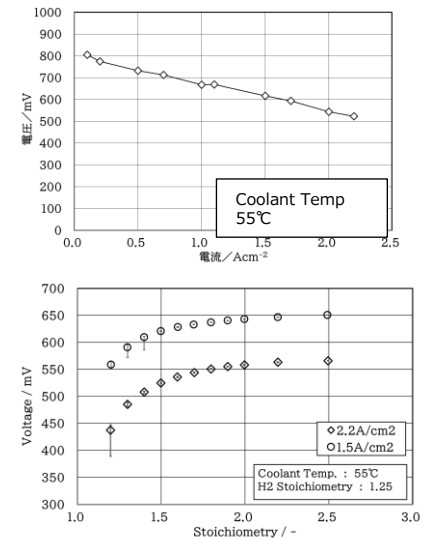 1000
900
800
700
600
500
400
300
200
100
0
電圧／mV
Coolant Temp
55℃
0.0 0.5 1.0 1.5 2.0 2.5
電流／Acm-2
700
650
600
550
500
450
400
350
300
Voltage / mV
2.2A/cm2
1.5A/cm2
Coolant Temp. : 55℃
H2 Stoichiometry : 1.25
1.0 1.5 2.0 2.5 3.0
Stoichiometry / -